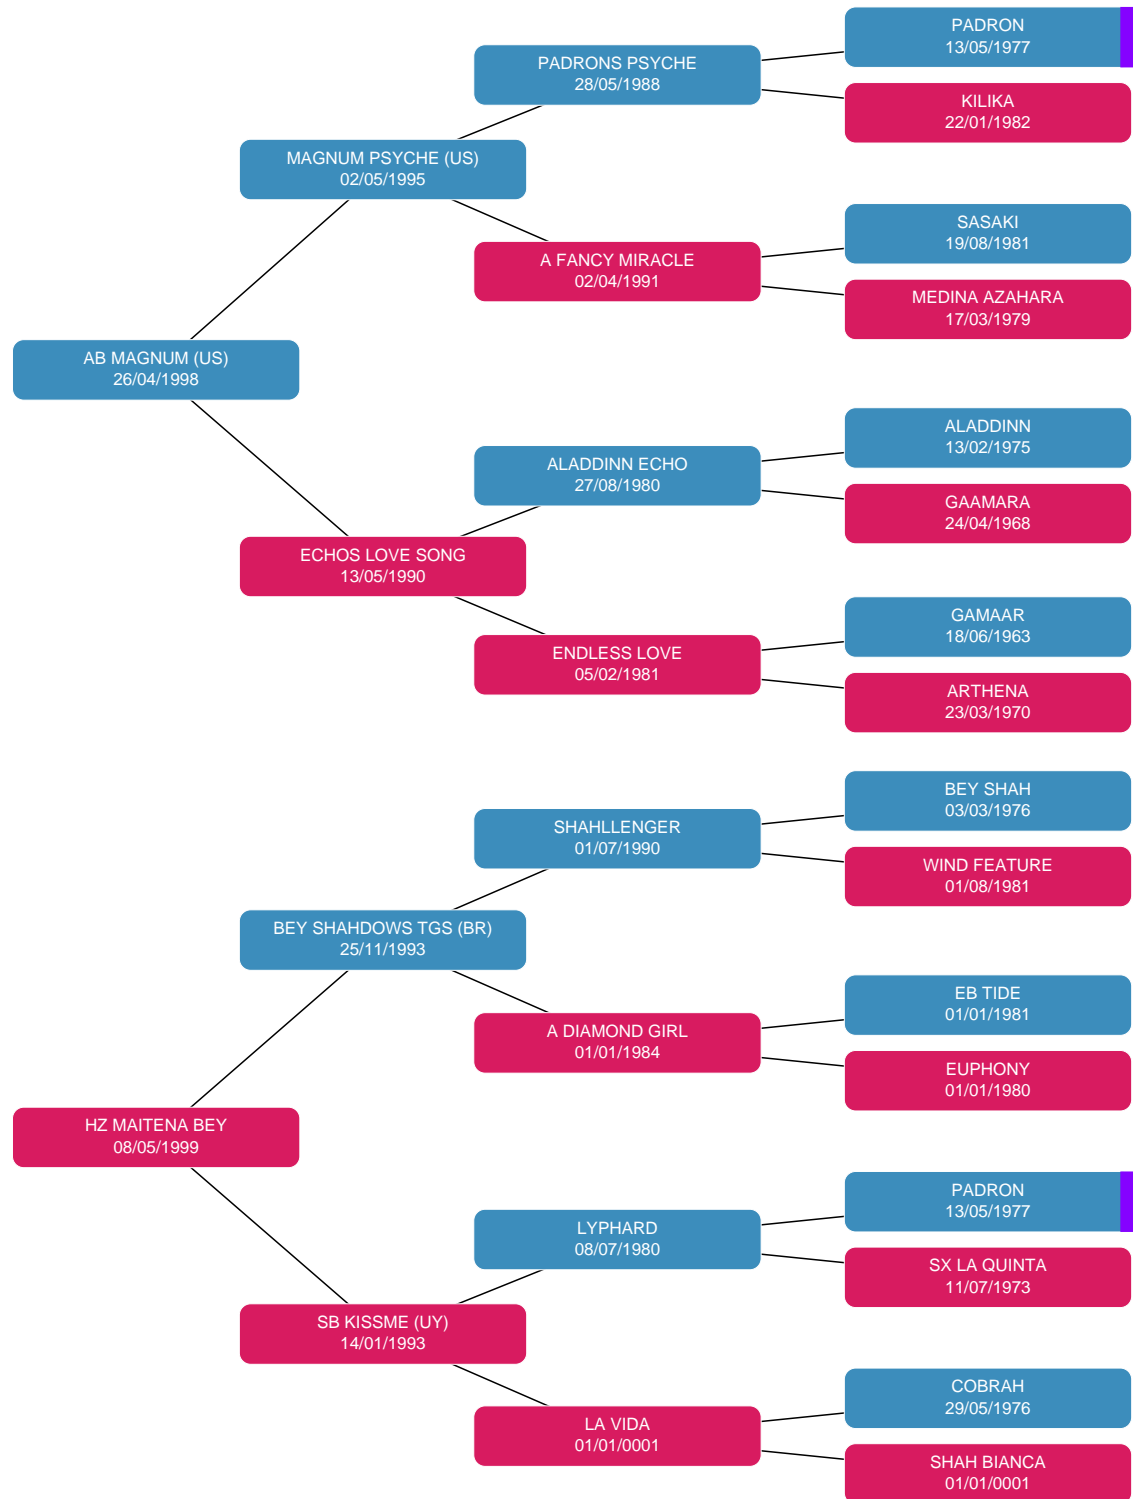 PADRON
13/05/1977
PADRONS PSYCHE
28/05/1988
KILIKA
22/01/1982
MAGNUM PSYCHE (US)
02/05/1995
SASAKI
19/08/1981
A FANCY MIRACLE
02/04/1991
MEDINA AZAHARA
17/03/1979
AB MAGNUM (US)
26/04/1998
ALADDINN
13/02/1975
ALADDINN ECHO
27/08/1980
GAAMARA
24/04/1968
ECHOS LOVE SONG
13/05/1990
GAMAAR
18/06/1963
ENDLESS LOVE
05/02/1981
ARTHENA
23/03/1970
BEY SHAH
03/03/1976
SHAHLLENGER
01/07/1990
WIND FEATURE
01/08/1981
BEY SHAHDOWS TGS (BR)
25/11/1993
EB TIDE
01/01/1981
A DIAMOND GIRL
01/01/1984
EUPHONY
01/01/1980
HZ MAITENA BEY
08/05/1999
PADRON
13/05/1977
LYPHARD
08/07/1980
SX LA QUINTA
11/07/1973
SB KISSME (UY)
14/01/1993
COBRAH
29/05/1976
LA VIDA
01/01/0001
SHAH BIANCA
01/01/0001